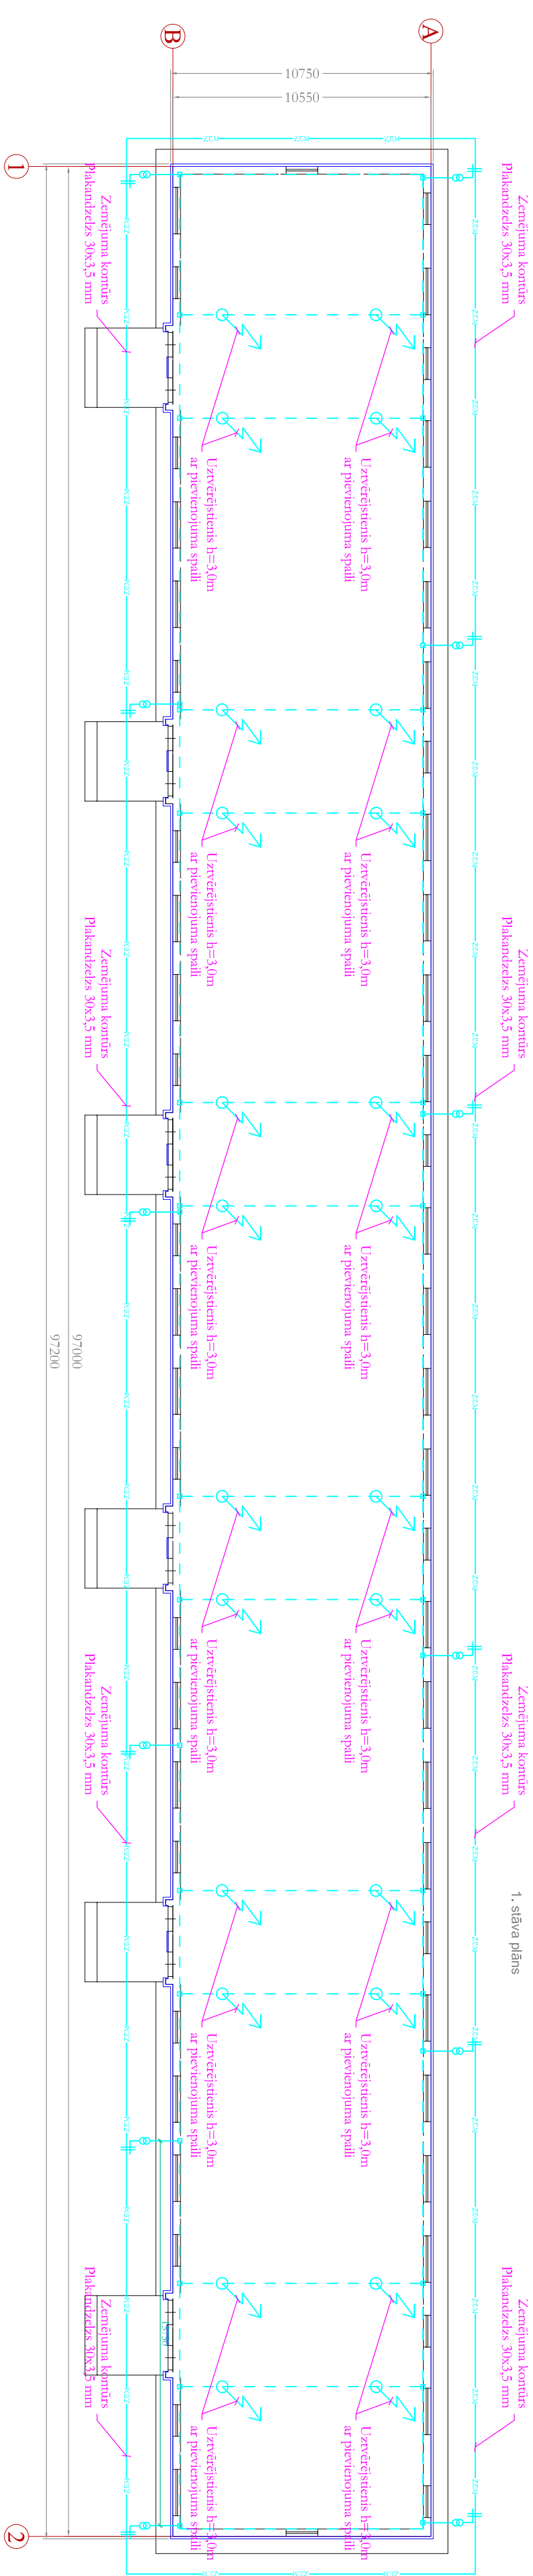 Zemējuma kontūrs
Plakandzelzs 30x3,5 mm
Zemējuma kontūrs
Plakandzelzs 30x3,5 mm
Zemējuma kontūrs
Plakandzelzs 30x3,5 mm
1. stāva plāns
Zemējuma kontūrs
Plakandzelzs 30x3,5 mm
ZEM
A
Uztvērējstienis h=3,0m
ar pievienojuma spaili
Uztvērējstienis h=3,0m
ar pievienojuma spaili
Uztvērējstienis h=3,0m
ar pievienojuma spaili
Uztvērējstienis h=3,0m
ar pievienojuma spaili
Uztvērējstienis h=3,0m
ar pievienojuma spaili
Uztvērējstienis h=3,0m
ar pievienojuma spaili
10750
10550
Uztvērējstienis h=3,0m
ar pievienojuma spaili
Uztvērējstienis h=3,0m
ar pievienojuma spaili
Uztvērējstienis h=3,0m
ar pievienojuma spaili
Uztvērējstienis h=3,0m
ar pievienojuma spaili
Uztvērējstienis h=3,0m
ar pievienojuma spaili
Uztvērējstienis h=3,0m
ar pievienojuma spaili
B
ZEM
Zemējuma kontūrs
Plakandzelzs 30x3,5 mm
Zemējuma kontūrs
Plakandzelzs 30x3,5 mm
Zemējuma kontūrs
Plakandzelzs 30x3,5 mm
Zemējuma kontūrs
Plakandzelzs 30x3,5 mm
97000
97200
1
2